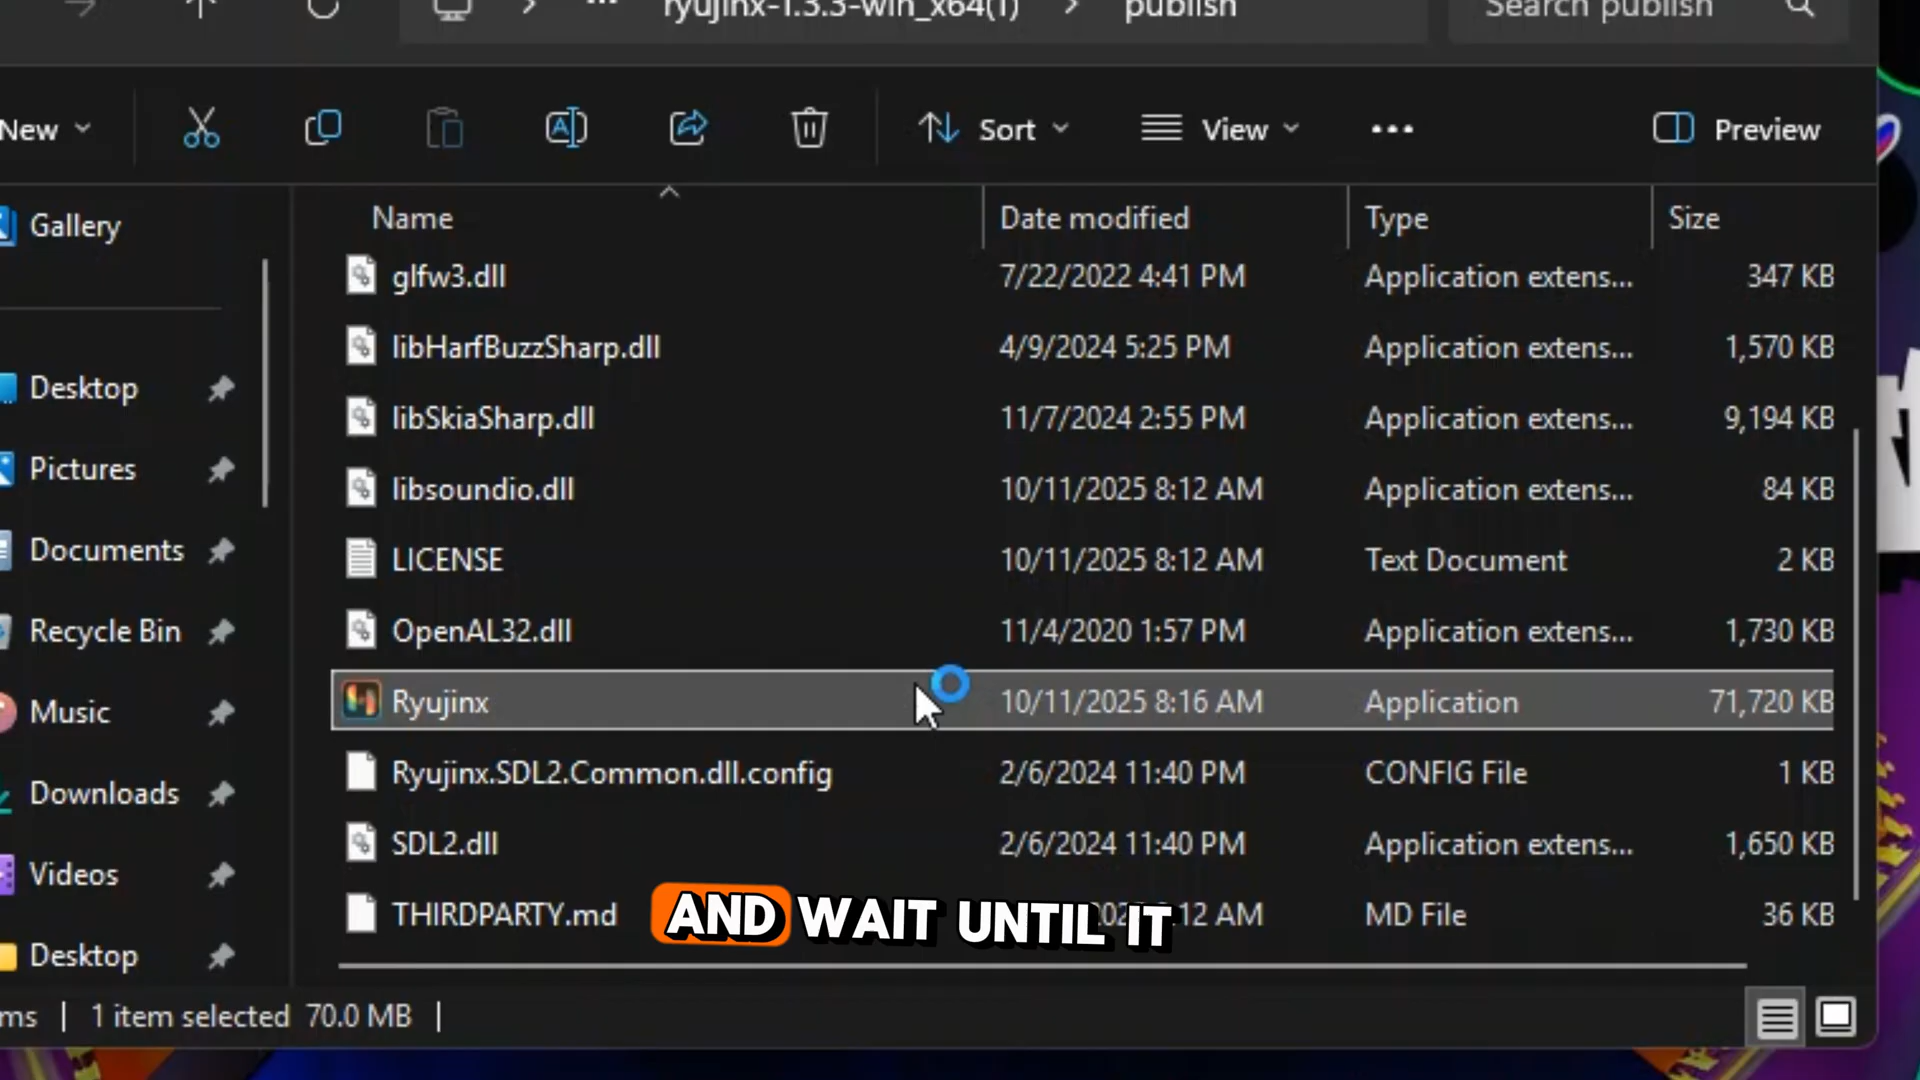 ryujinx-1.3.3-win_x64(1) > publish
Search publish
New
Sort
View
Preview
Name
Date modified
Type
Size
Gallery
Desktop
Pictures
Documents
Recycle Bin
Music
Downloads
Videos
Desktop
glfw3.dll 7/22/2022 4:41 PM Application extens... 347 KB
libHarfBuzzSharp.dll 4/9/2024 5:25 PM Application extens... 1,570 KB
libSkiaSharp.dll 11/7/2024 2:55 PM Application extens... 9,194 KB
libsoundio.dll 10/11/2025 8:12 AM Application extens... 84 KB
LICENSE 10/11/2025 8:12 AM Text Document 2 KB
OpenAL32.dll 11/4/2020 1:57 PM Application extens... 1,730 KB
Ryujinx 10/11/2025 8:16 AM Application 71,720 KB
Ryujinx.SDL2.Common.dll.config 2/6/2024 11:40 PM CONFIG File 1 KB
SDL2.dll 2/6/2024 11:40 PM Application extens... 1,650 KB
THIRDPARTY.md 12 AM MD File 36 KB
AND WAIT UNTIL IT
ms | 1 item selected 70.0 MB |